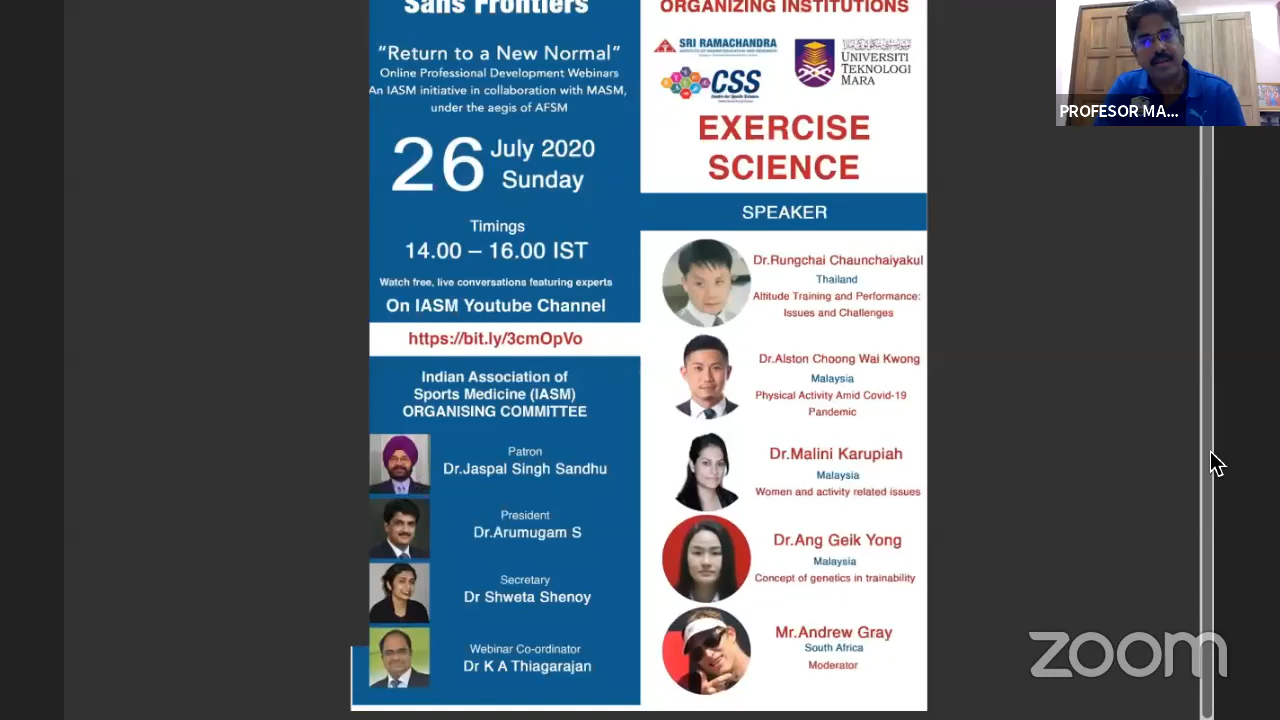 Sans Frontiers
"Return to a New Normal"
Online Professional Development Webinars
An IASM initiative in collaboration with MASM,
under the aegis of AFSM
26 July 2020
Sunday
Timings
14.00 – 16.00 IST
Watch free, live conversations featuring experts
On IASM Youtube Channel
https://bit.ly/3cmOpVo
Indian Association of
Sports Medicine (IASM)
ORGANISING COMMITTEE
Patron
Dr.Jaspal Singh Sandhu
President
Dr.Arumugam S
Secretary
Dr Shweta Shenoy
Webinar Co-ordinator
Dr K A Thiagarajan
ORGANIZING INSTITUTIONS
SRI RAMACHANDRA
CSS
UNIVERSITI
TEKNOLOGI
MARA
EXERCISE
SCIENCE
SPEAKER
Dr.Rungchai Chaunchaiyakul
Thailand
Altitude Training and Performance:
Issues and Challenges
Dr.Alston Choong Wai Kwong
Malaysia
Physical Activity Amid Covid-19
Pandemic
Dr.Malini Karupiah
Malaysia
Women and activity related issues
Dr.Ang Geik Yong
Malaysia
Concept of genetics in trainability
Mr.Andrew Gray
South Africa
Moderator
PROFESOR MA...
zoom